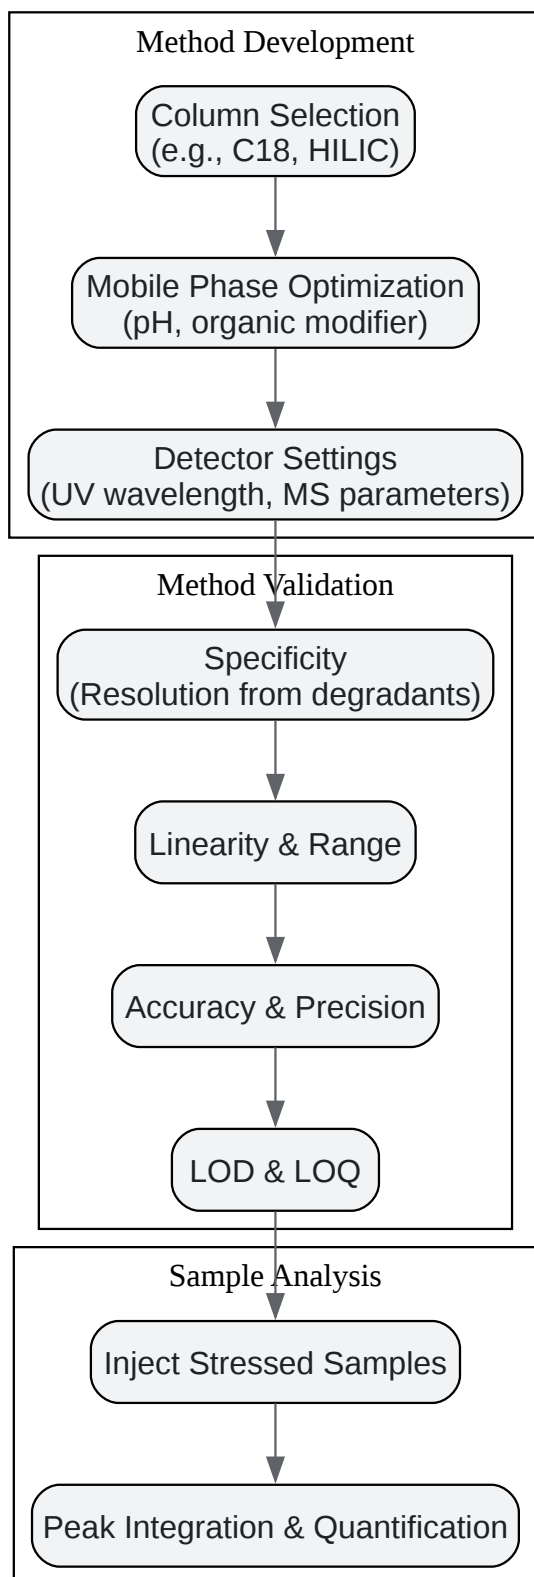 Method Development
Column Selection
(e.g., C18, HILIC)
Mobile Phase Optimization
(pH, organic modifier)
Detector Settings
(UV wavelength, MS parameters)
Method Validation
Specificity
(Resolution from degradants)
Linearity & Range
Accuracy & Precision
LOD & LOQ
Sample Analysis
Inject Stressed Samples
Peak Integration & Quantification